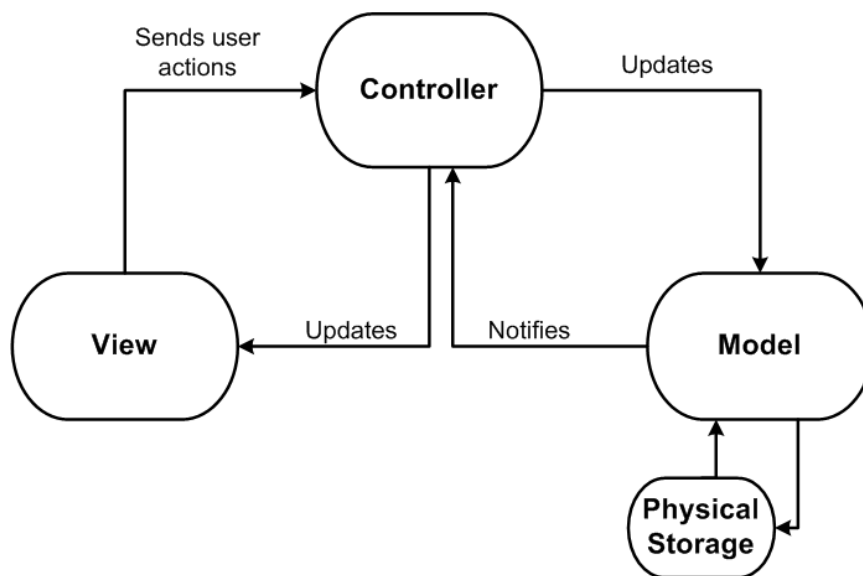 Sends user
actions
Controller
Updates
View
Updates
Notifies
Model
Physical
Storage